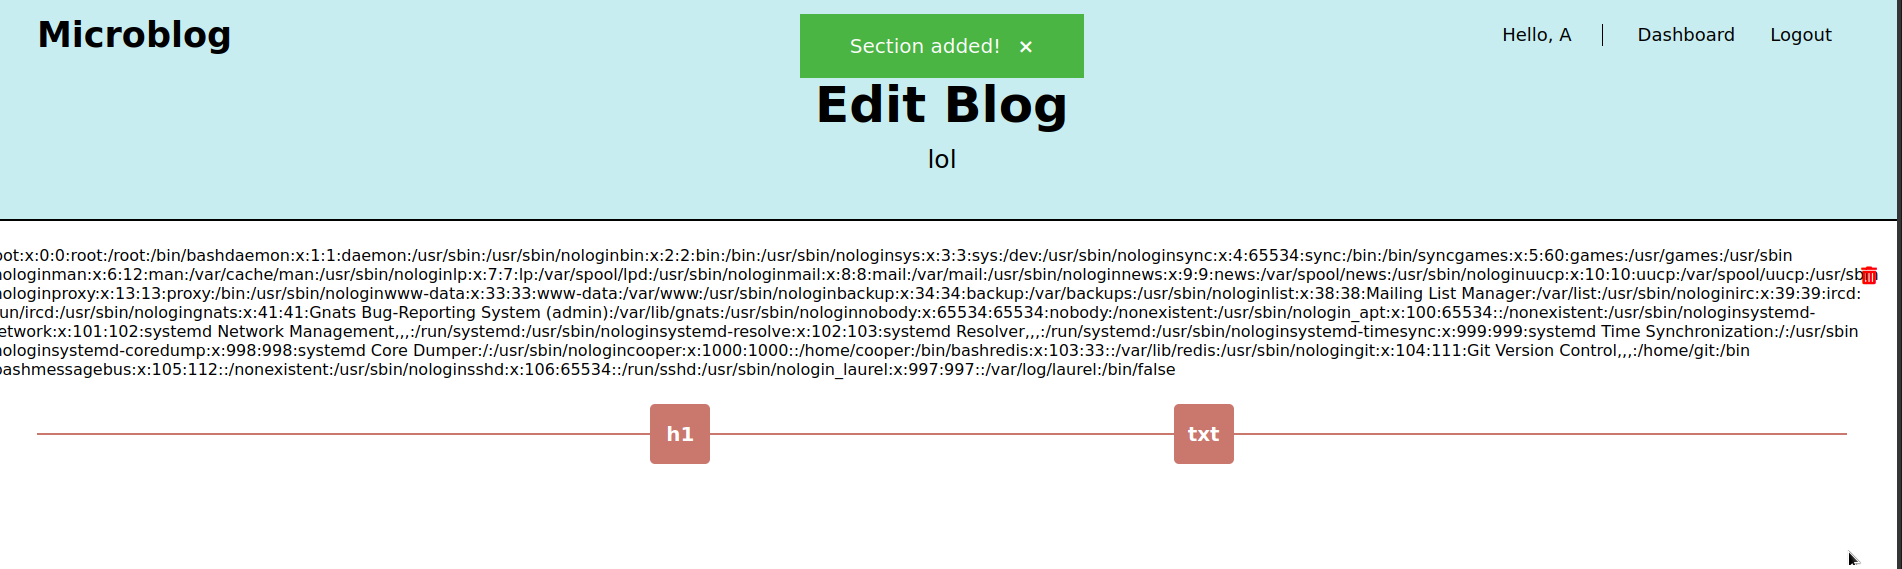 Microblog
Section added! ×
Hello, A
Dashboard
Logout
Edit Blog
lol
oot:x:0:0:root:/root:/bin/bashdaemon:x:1:1:daemon:/usr/sbin:/usr/sbin/nologinbin:x:2:2:bin:/bin:/usr/sbin/nologinsys:x:3:3:sys:/dev:/usr/sbin/nologinsync:x:4:65534:sync:/bin:/bin/syncgames:x:5:60:games:/usr/games:/usr/sbin
nologinman:x:6:12:man:/var/cache/man:/usr/sbin/nologinlp:x:7:7:lp:/var/spool/lpd:/usr/sbin/nologinmail:x:8:8:mail:/var/mail:/usr/sbin/nologinnews:x:9:9:news:/var/spool/news:/usr/sbin/nologinuucp:x:10:10:uucp:/var/spool/uucp:/usr/sbin
nologinproxy:x:13:13:proxy:/bin:/usr/sbin/nologinwww-data:x:33:33:www-data:/var/www:/usr/sbin/nologinbackup:x:34:34:backup:/var/backups:/usr/sbin/nologinlist:x:38:38:Mailing List Manager:/var/list:/usr/sbin/nologinirc:x:39:39:ircd:
un/ircd:/usr/sbin/nologingnats:x:41:41:Gnats Bug-Reporting System (admin):/var/lib/gnats:/usr/sbin/nologinnobody:x:65534:65534:nobody:/nonexistent:/usr/sbin/nologin_apt:x:100:65534::/nonexistent:/usr/sbin/nologinsystemd-
etwork:x:101:102:systemd Network Management,,,:/run/systemd:/usr/sbin/nologinsystemd-resolve:x:102:103:systemd Resolver,,,:/run/systemd:/usr/sbin/nologinsystemd-timesync:x:999:999:systemd Time Synchronization:/:/usr/sbin
nologinsystemd-coredump:x:998:998:systemd Core Dumper:/:/usr/sbin/nologincooper:x:1000:1000::/home/cooper:/bin/bashredis:x:103:33::/var/lib/redis:/usr/sbin/nologingit:x:104:111:Git Version Control,,,:/home/git:/bin
bashmessagebus:x:105:112::/nonexistent:/usr/sbin/nologinsshd:x:106:65534::/run/sshd:/usr/sbin/nologin_laurel:x:997:997::/var/log/laurel:/bin/false
h1
txt